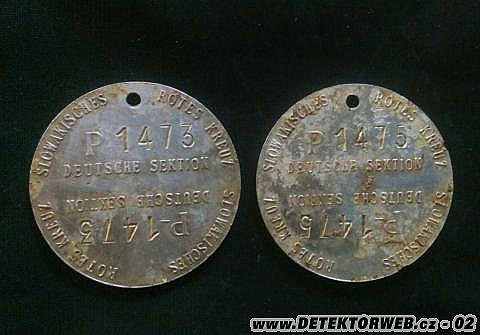 SLOWAKISCHES ROTES KREUZ
P 1473
DEUTSCHE SEKTION
DEUTSCHE SEKTION
P 1473
SLOWAKISCHES ROTES KREUZ
SLOWAKISCHES ROTES KREUZ
P 1475
DEUTSCHE SEKTION
DEUTSCHE SEKTION
P 1475
SLOWAKISCHES ROTES KREUZ
www.DETEKTORWEB.cz - 02